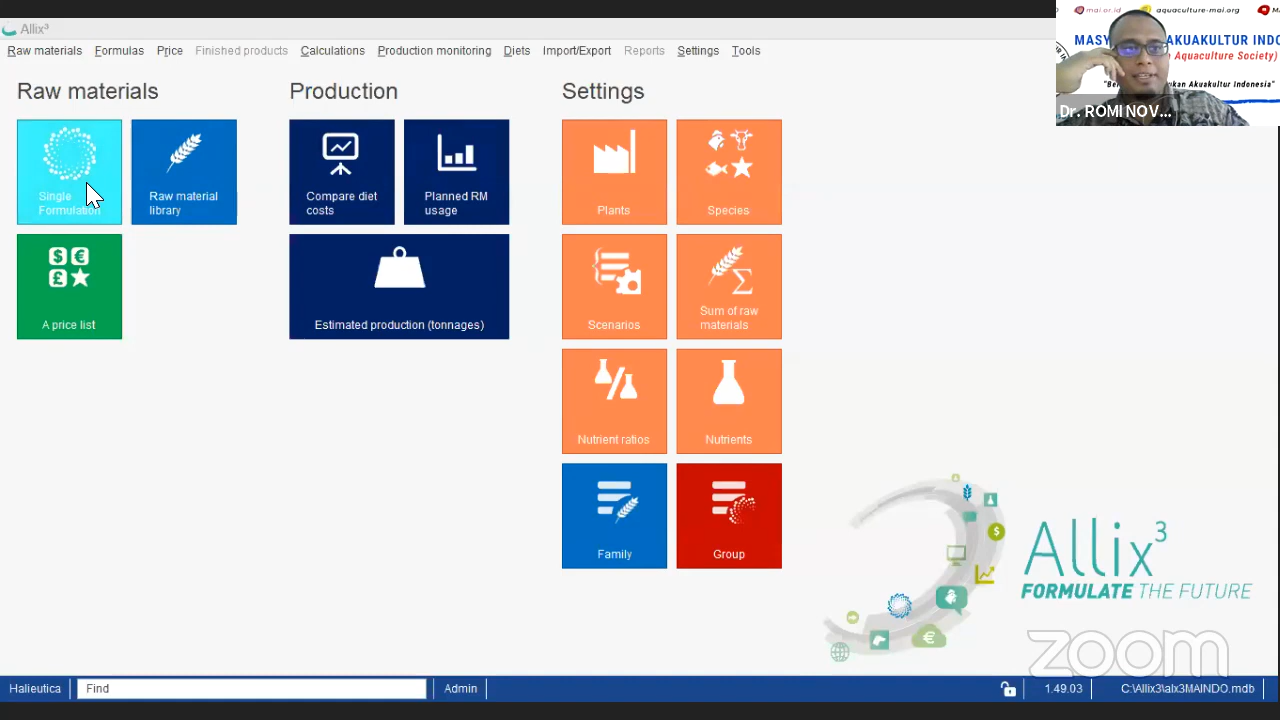 Allix³
Raw materials Formulas Price Finished products Calculations Production monitoring Diets Import/Export Reports Settings Tools
Raw materials
Production
Settings
Single
Formulation
Raw material
library
Compare diet
costs
Planned RM
usage
Plants
Species
A price list
Estimated production (tonnages)
Scenarios
Sum of raw
materials
Nutrient ratios
Nutrients
Family
Group
Allix³
FORMULATE THE FUTURE
zoom
Halieutica
Find
Admin
1.49.03
C:\Allix3\alx3MAINDO.mdb
mai.or.id
aquaculture-mai.org
MASY
AKUAKULTUR INDO
Aquaculture Society)
"Be
ukan Akuakultur Indonesia"
Dr. ROMI NOV...